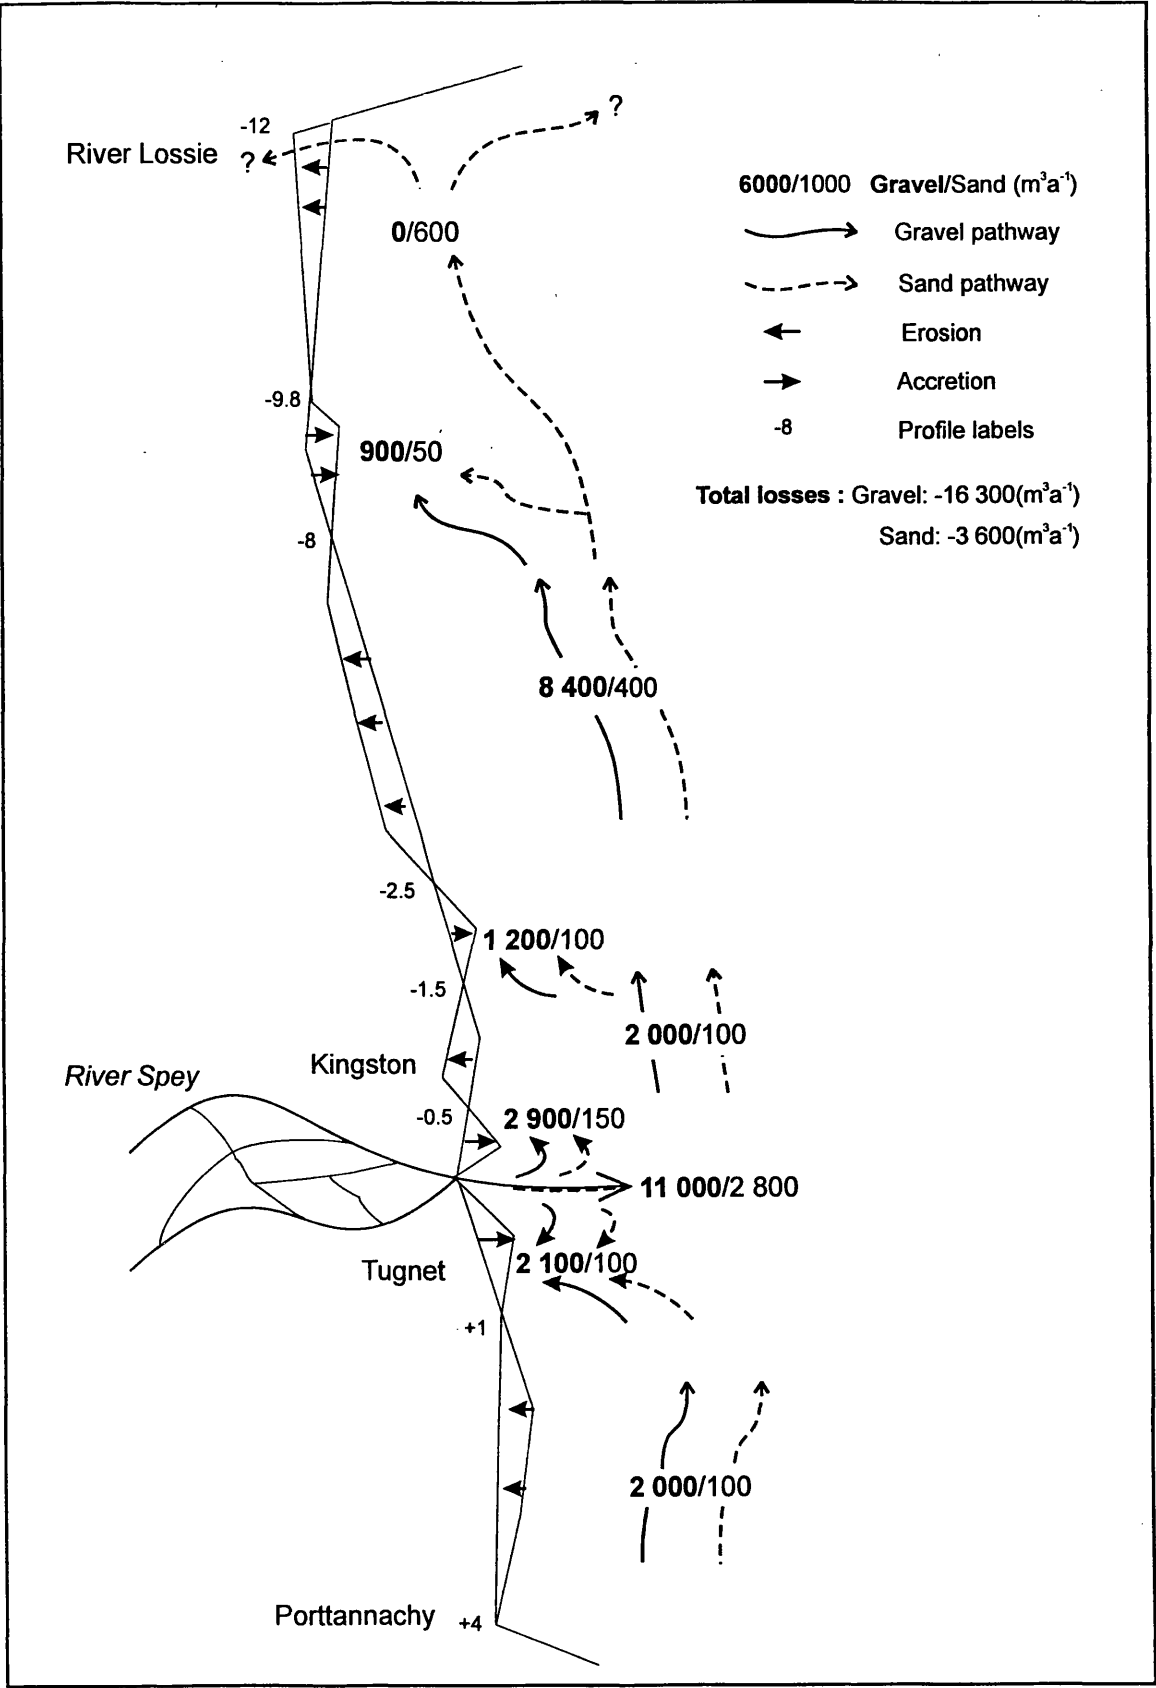 -12
?
River Lossie
?
0/600
6000/1000 Gravel/Sand (m³a⁻¹)
Gravel pathway
Sand pathway
Erosion
Accretion
-8 Profile labels
Total losses : Gravel: -16 300(m³a⁻¹)
Sand: -3 600(m³a⁻¹)
-9.8
900/50
-8
8 400/400
-2.5
1 200/100
-1.5
2 000/100
Kingston
River Spey
-0.5
2 900/150
11 000/2 800
2 100/100
Tugnet
+1
2 000/100
Porttannachy +4